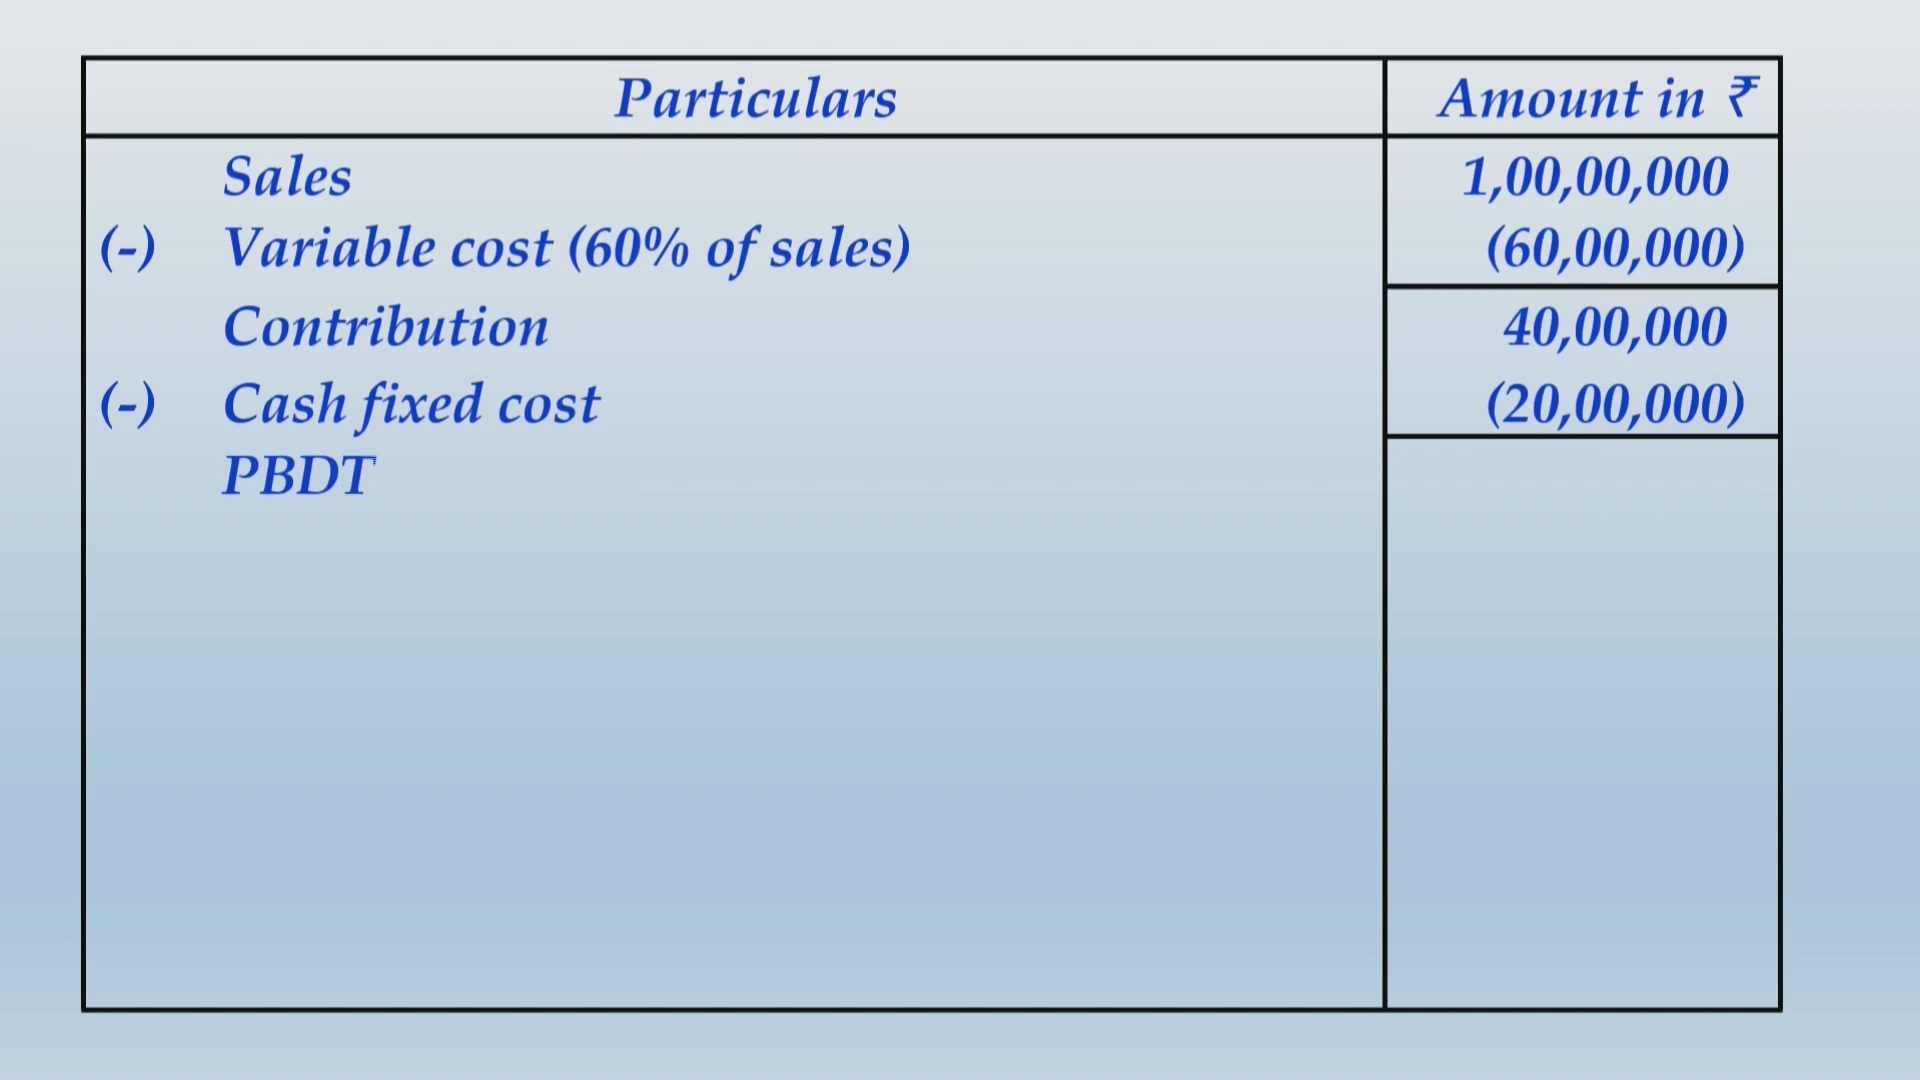 Particulars Amount in ₹
Sales 1,00,00,000
(-) Variable cost (60% of sales) (60,00,000)
Contribution 40,00,000
(-) Cash fixed cost (20,00,000)
PBDT